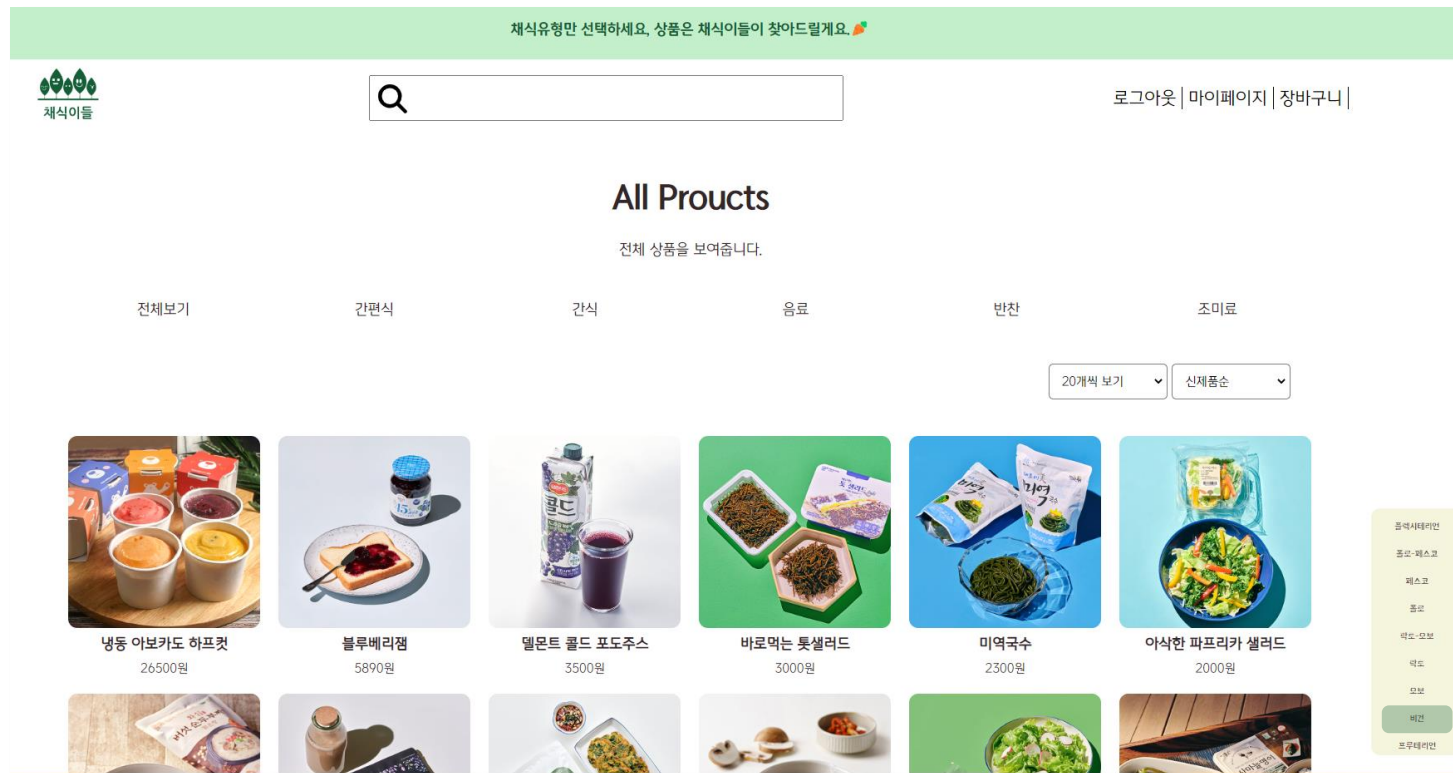 채식유형만 선택하세요, 상품은 채식이들이 찾아드릴게요.🥕
채식이들
로그아웃 | 마이페이지 | 장바구니 |
All Proucts
전체 상품을 보여줍니다.
전체보기 간편식 간식 음료 반찬 조미료
20개씩 보기 신제품순
콜드
15
미역
냉동 아보카도 하프컷 블루베리잼 델몬트 콜드 포도주스 바로먹는 톳샐러드 미역국수 아삭한 파프리카 샐러드
26500원 5890원 3500원 3000원 2300원 2000원
플렉시테리언
폴로-페스코
페스코
폴로
락토-오보
락토
오보
비건
프루테리언